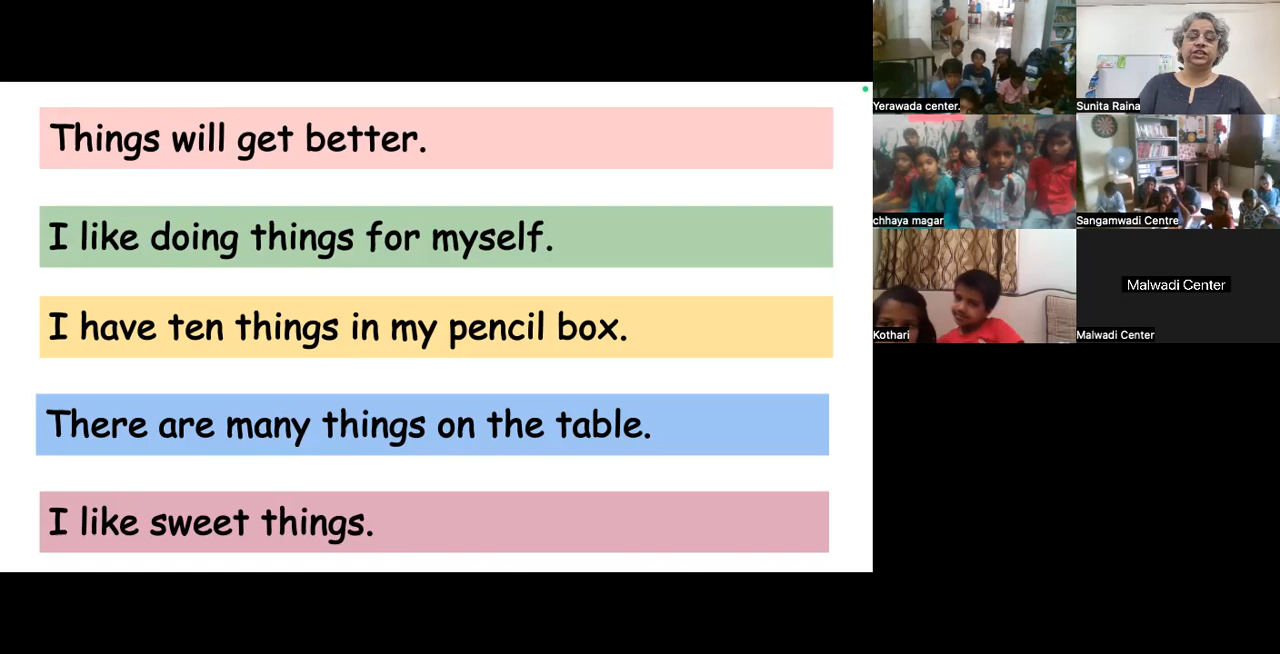 Things will get better.
I like doing things for myself.
I have ten things in my pencil box.
There are many things on the table.
I like sweet things.
Yerawada center.
Sunita Raina
chhaya magar
Sangamwadi Centre
Kothari
Malwadi Center
Malwadi Center